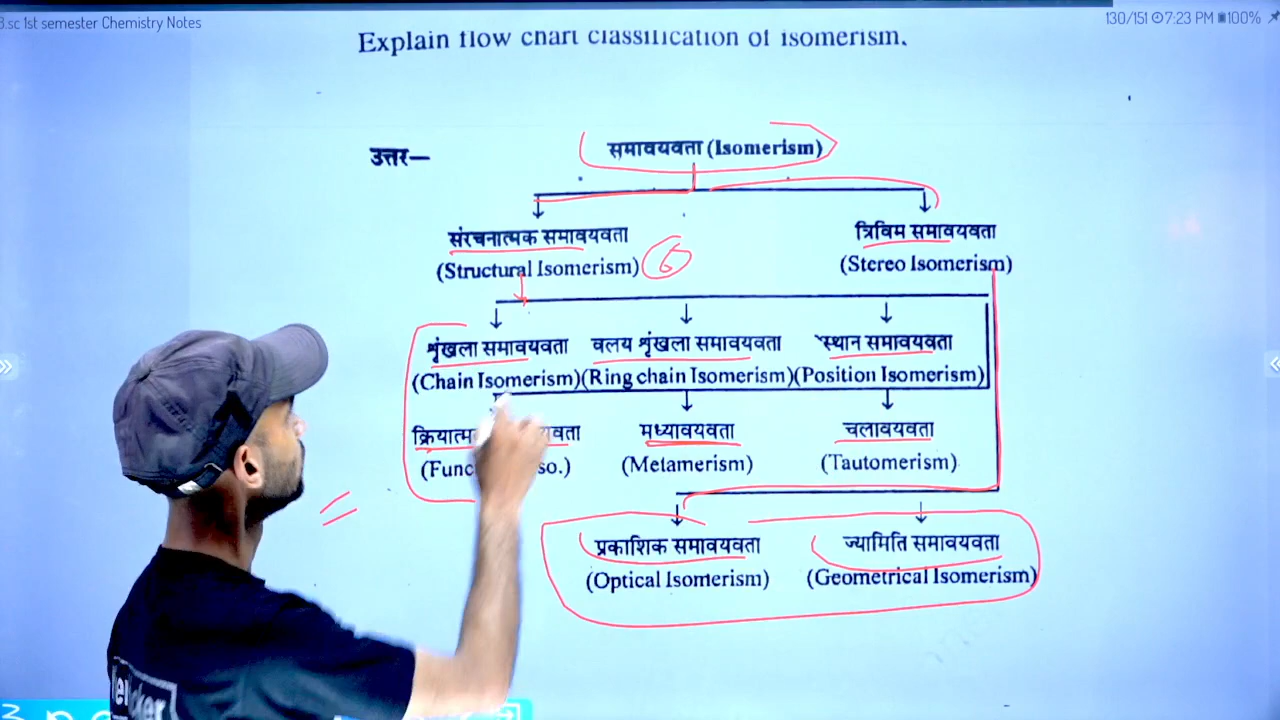 B.sc 1st semester Chemistry Notes
130/151 7:23 PM 100%
Explain flow chart classification of isomerism.
उत्तर— समावयवता (Isomerism)
संरचनात्मक समावयवता त्रिविम समावयवता
(Structural Isomerism) 6 (Stereo Isomerism)
शृंखला समावयवता वलय शृंखला समावयवता स्थान समावयवता
(Chain Isomerism) (Ring chain Isomerism) (Position Isomerism)
मध्यावयवता चलावयवता
(Metamerism) (Tautomerism)
प्रकाशिक समावयवता ज्यामिति समावयवता
(Optical Isomerism) (Geometrical Isomerism)